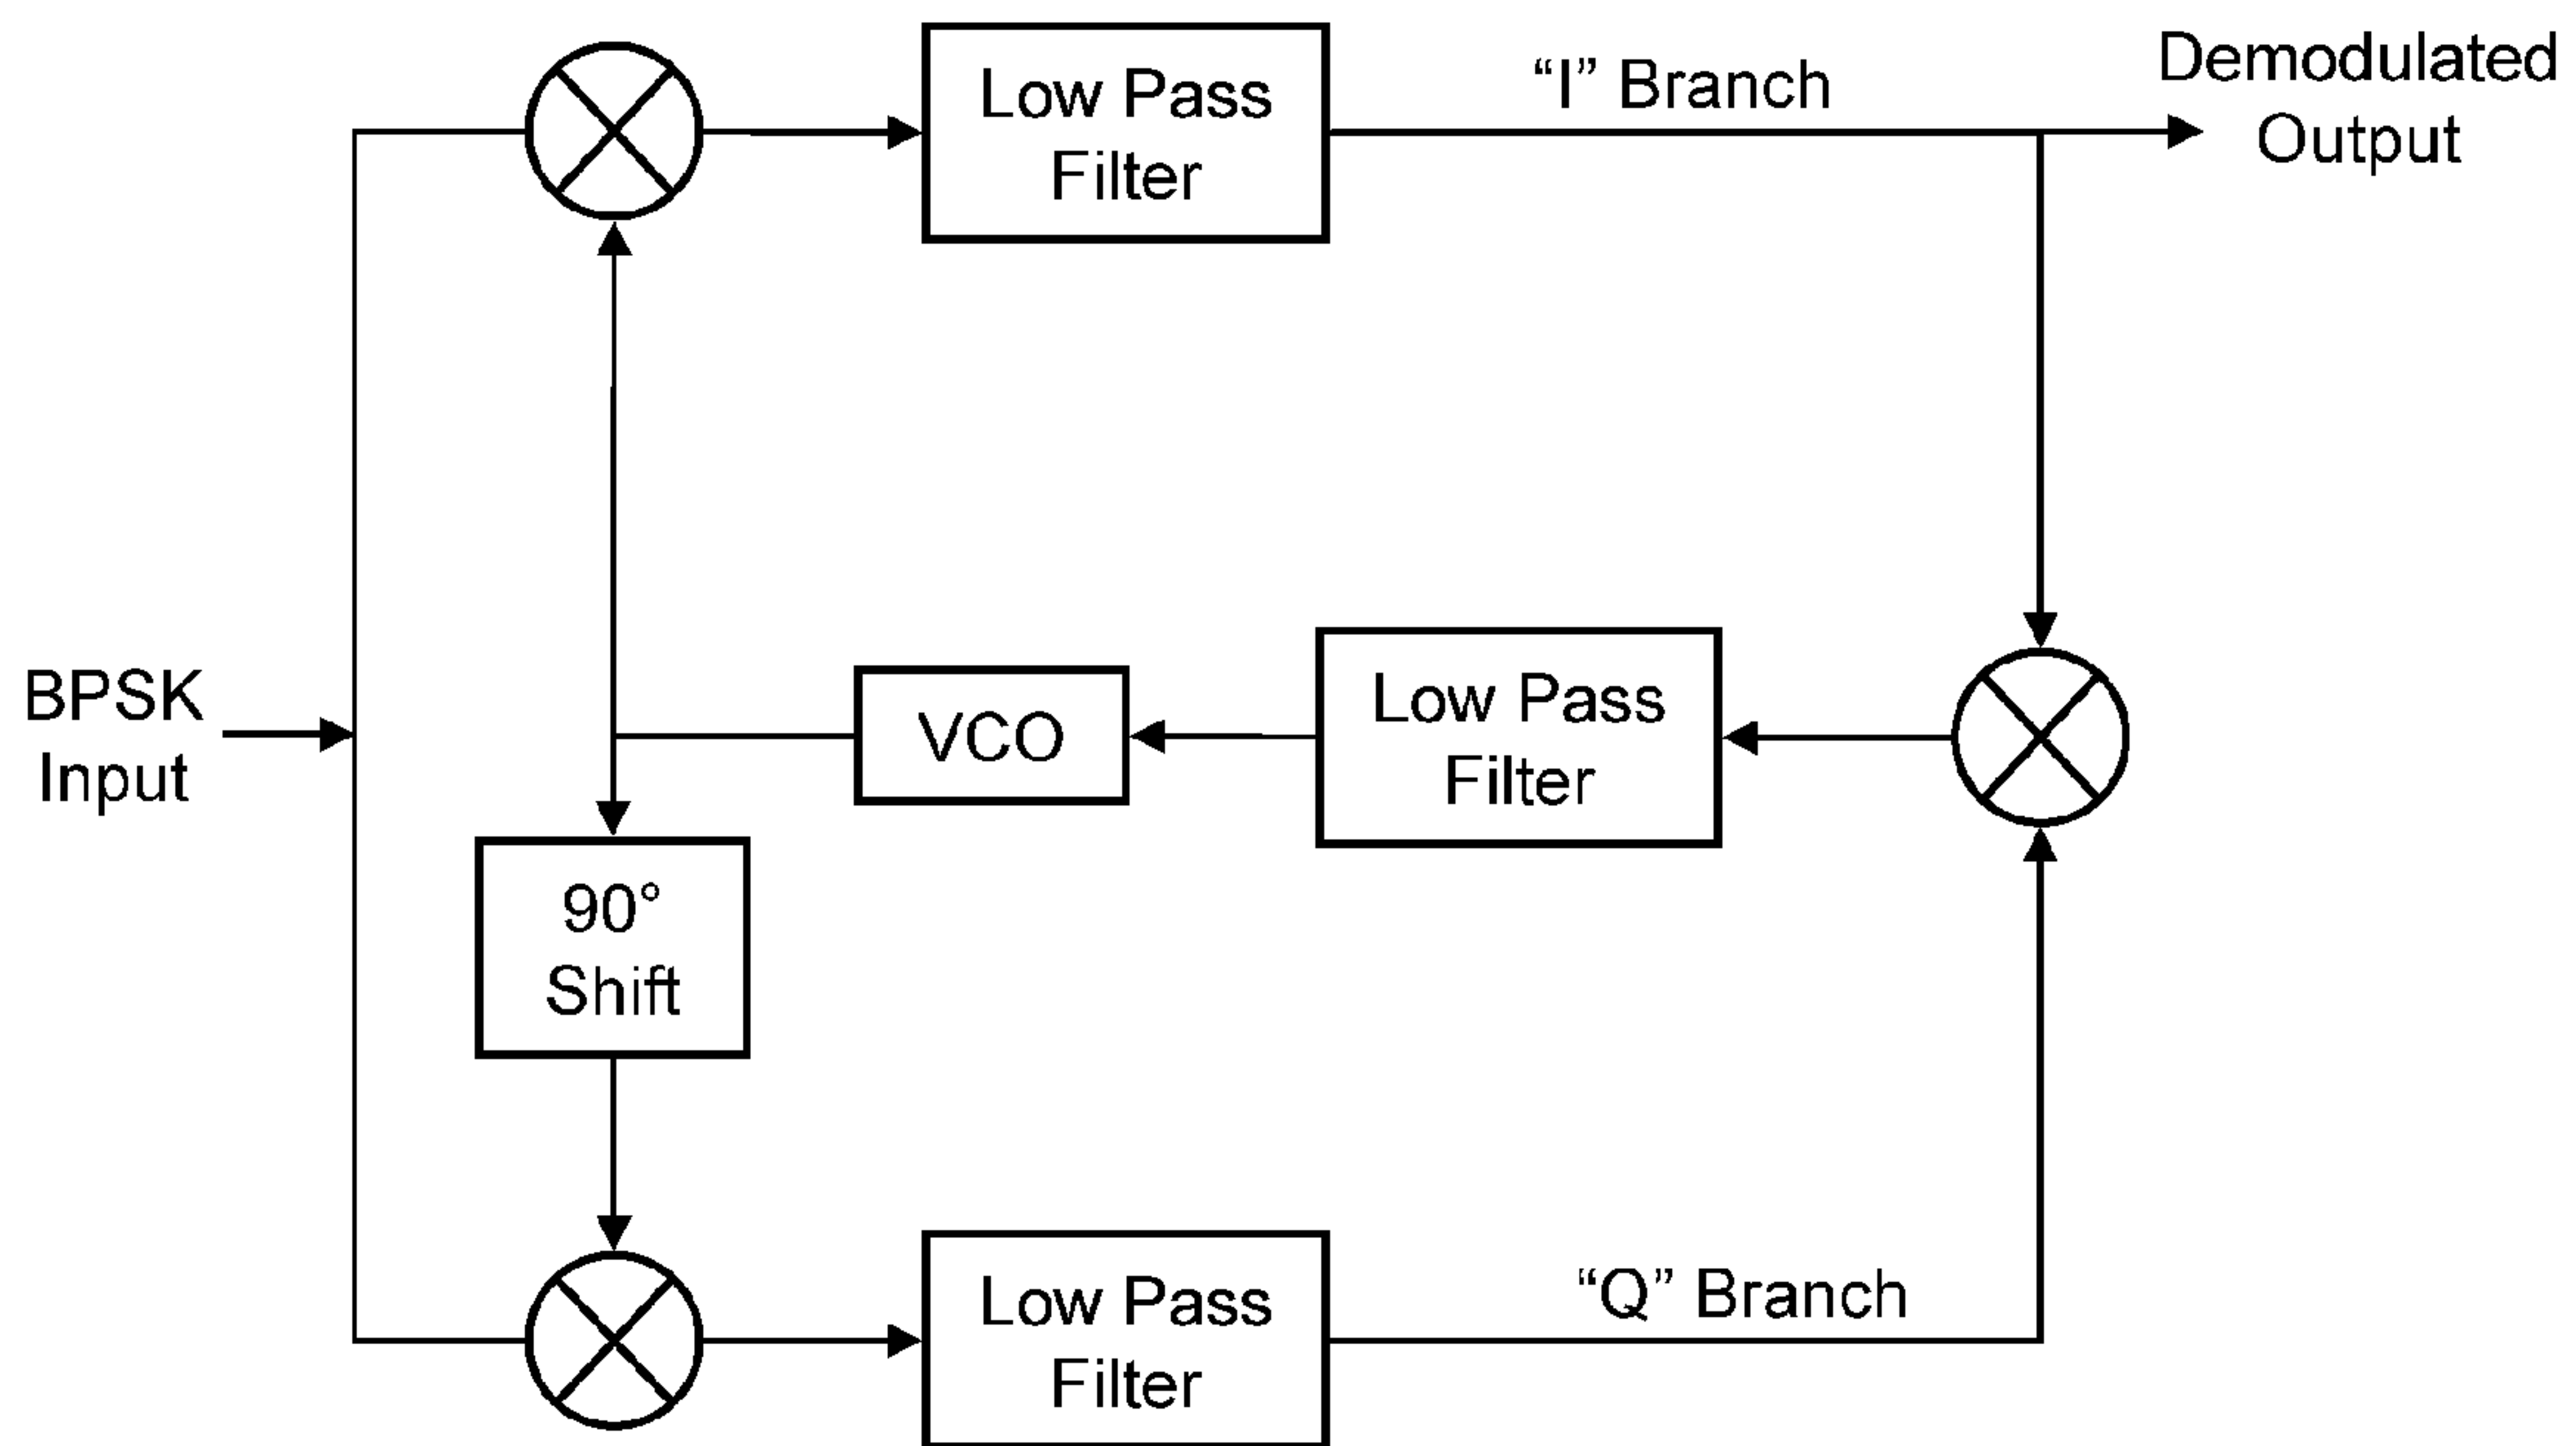 Low Pass
Filter
“I” Branch
Demodulated
Output
BPSK
Input
VCO
Low Pass
Filter
90°
Shift
Low Pass
Filter
“Q” Branch